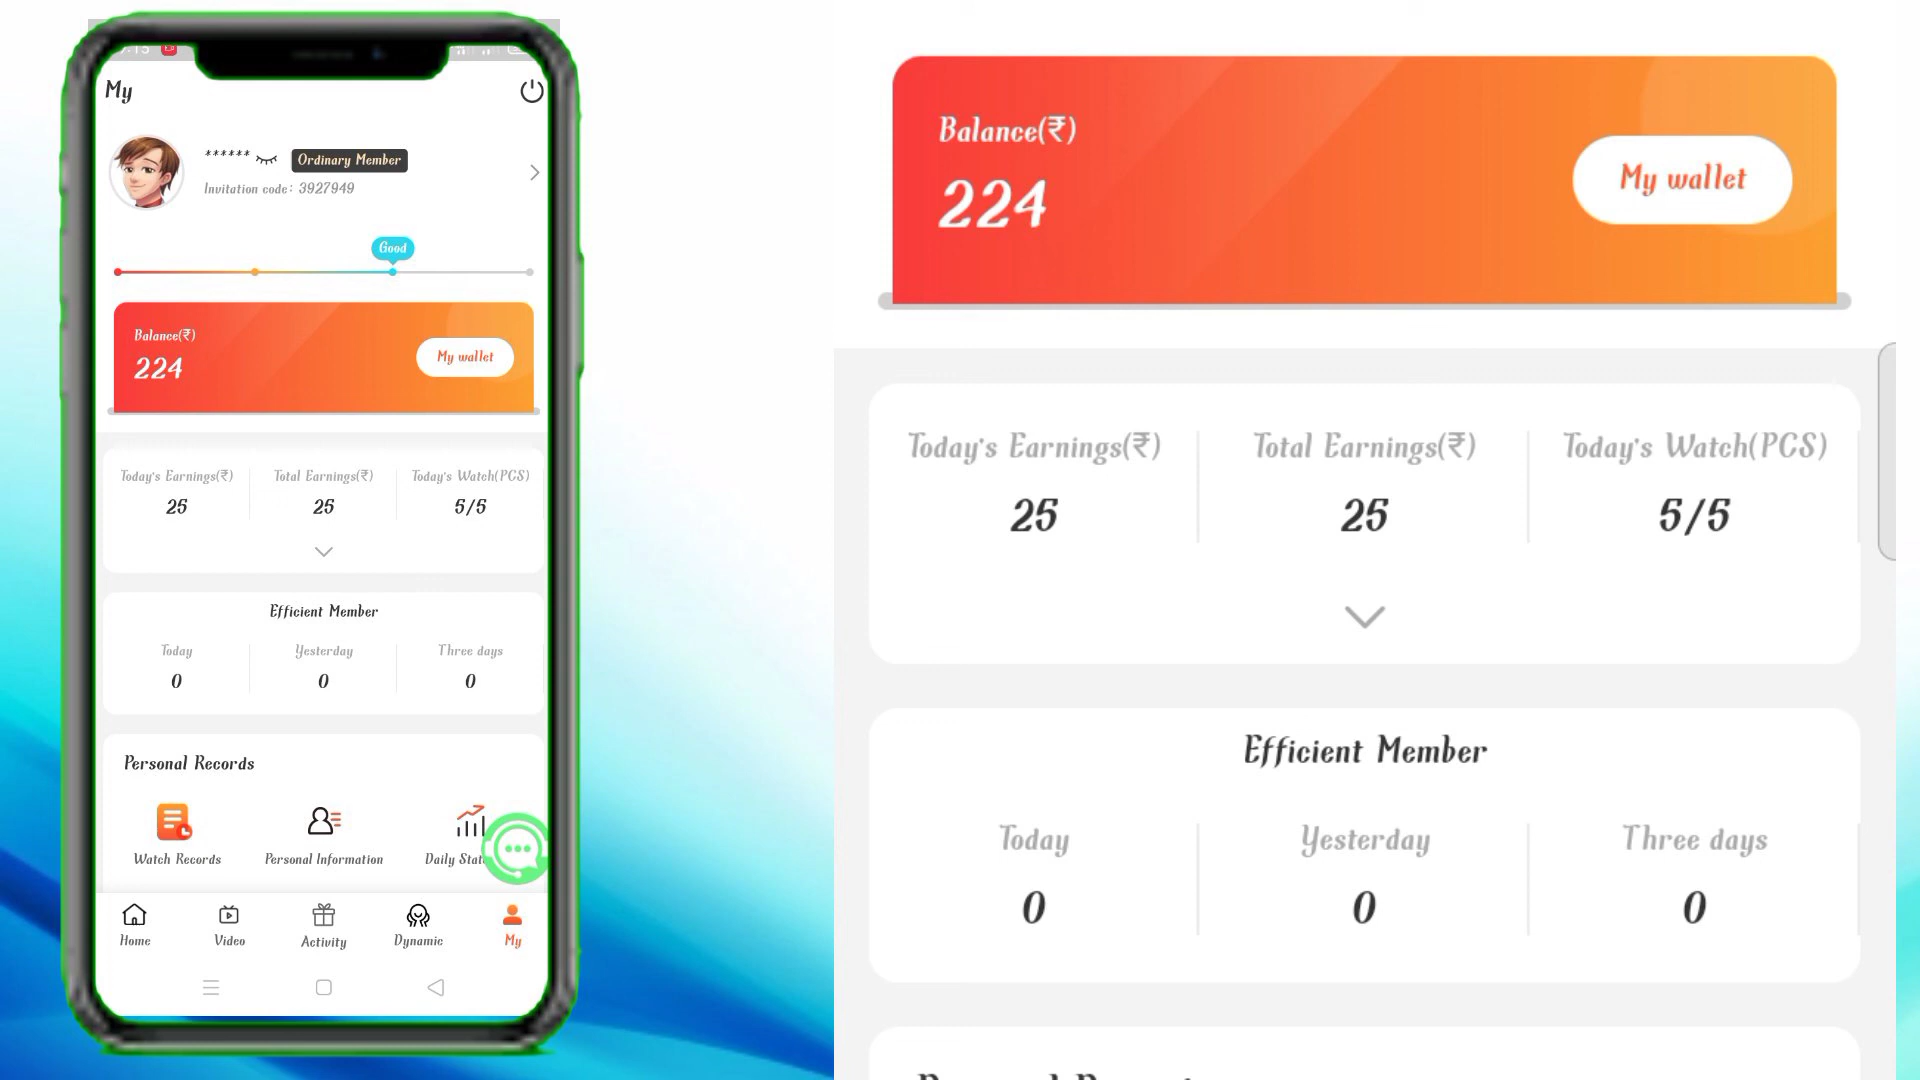 My
****** Ordinary Member
Invitation code: 3927949
Good
Balance(₹)
224
My wallet
Today's Earnings(₹) Total Earnings(₹) Today's Watch(PCS)
25 25 5/5
Efficient Member
Today Yesterday Three days
0 0 0
Personal Records
Watch Records Personal Information Daily
Home Video Activity Dynamic My
Balance(₹)
224
My wallet
Today's Earnings(₹) Total Earnings(₹) Today's Watch(PCS)
25 25 5/5
Efficient Member
Today Yesterday Three days
0 0 0